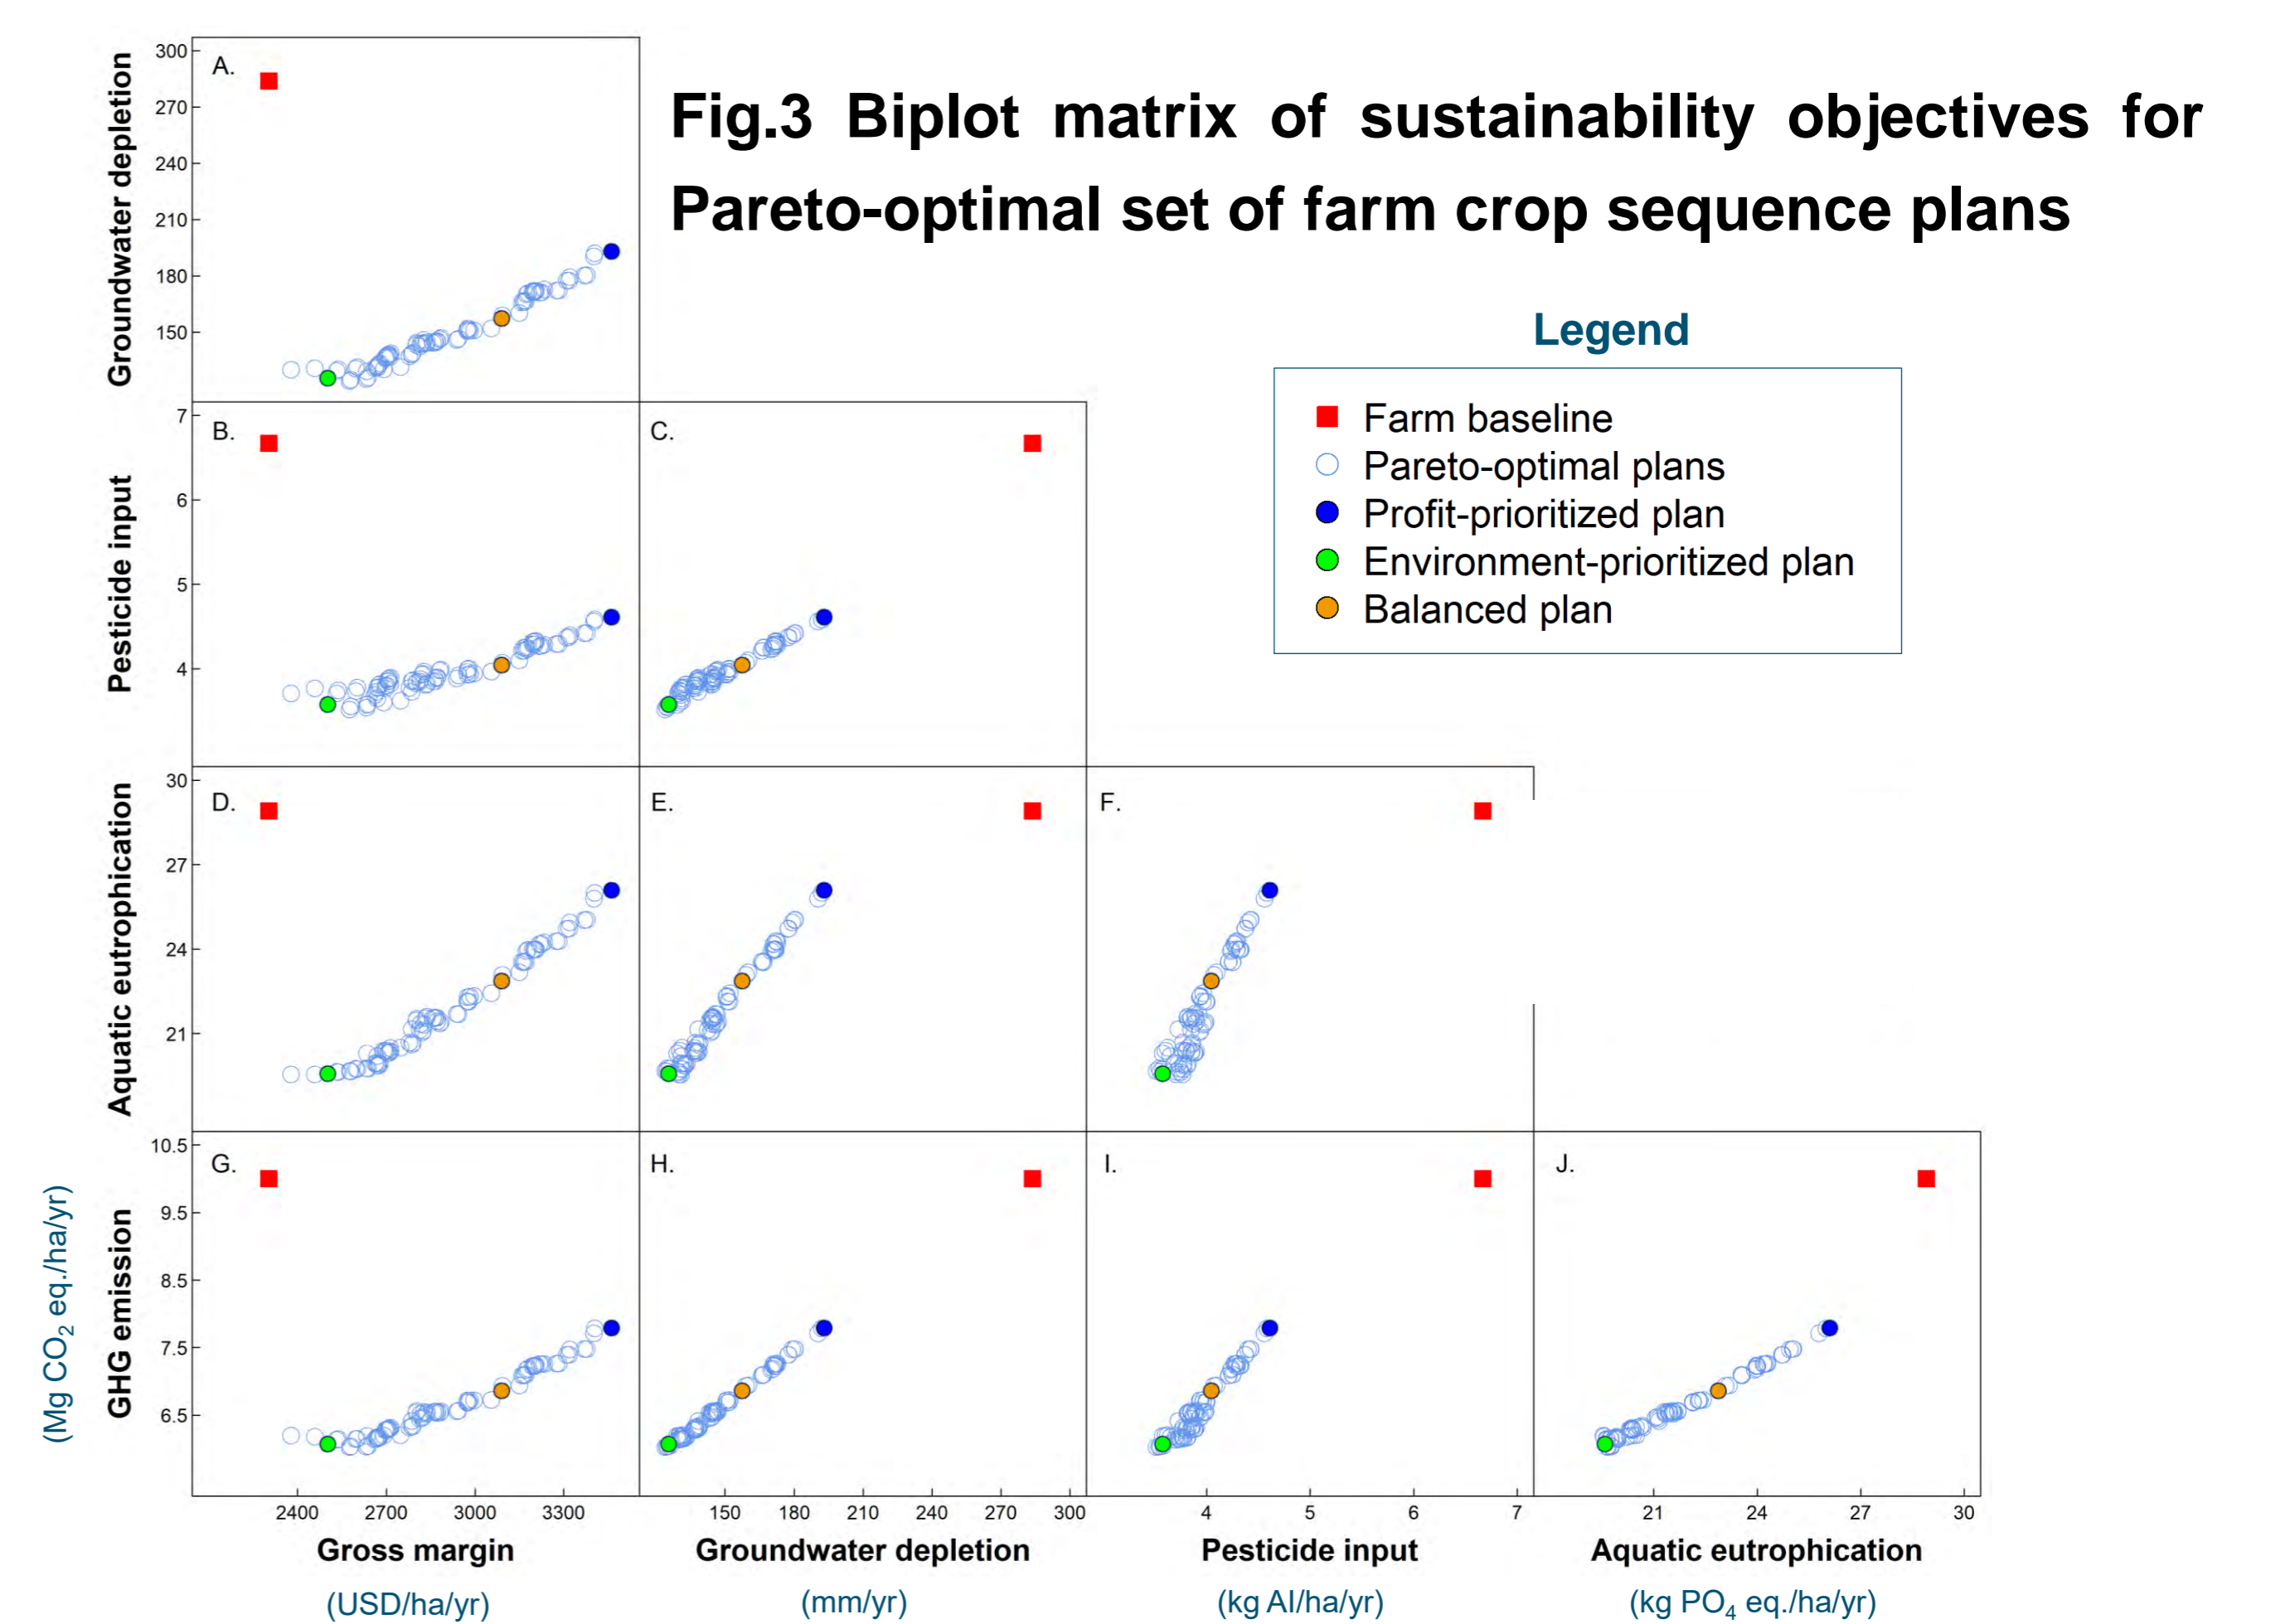 Fig.3 Biplot matrix of sustainability objectives for
Pareto-optimal set of farm crop sequence plans
Legend
Farm baseline
Pareto-optimal plans
Profit-prioritized plan
Environment-prioritized plan
Balanced plan
A.
Groundwater depletion
300
270
240
210
180
150
B.
C.
Pesticide input
7
6
5
4
D.
E.
F.
Aquatic eutrophication
30
27
24
21
G.
H.
I.
J.
(Mg CO₂ eq./ha/yr)
GHG emission
10.5
9.5
8.5
7.5
6.5
2400 2700 3000 3300 150 180 210 240 270 300 4 5 6 7 21 24 27 30
Gross margin Groundwater depletion Pesticide input Aquatic eutrophication
(USD/ha/yr) (mm/yr) (kg AI/ha/yr) (kg PO₄ eq./ha/yr)